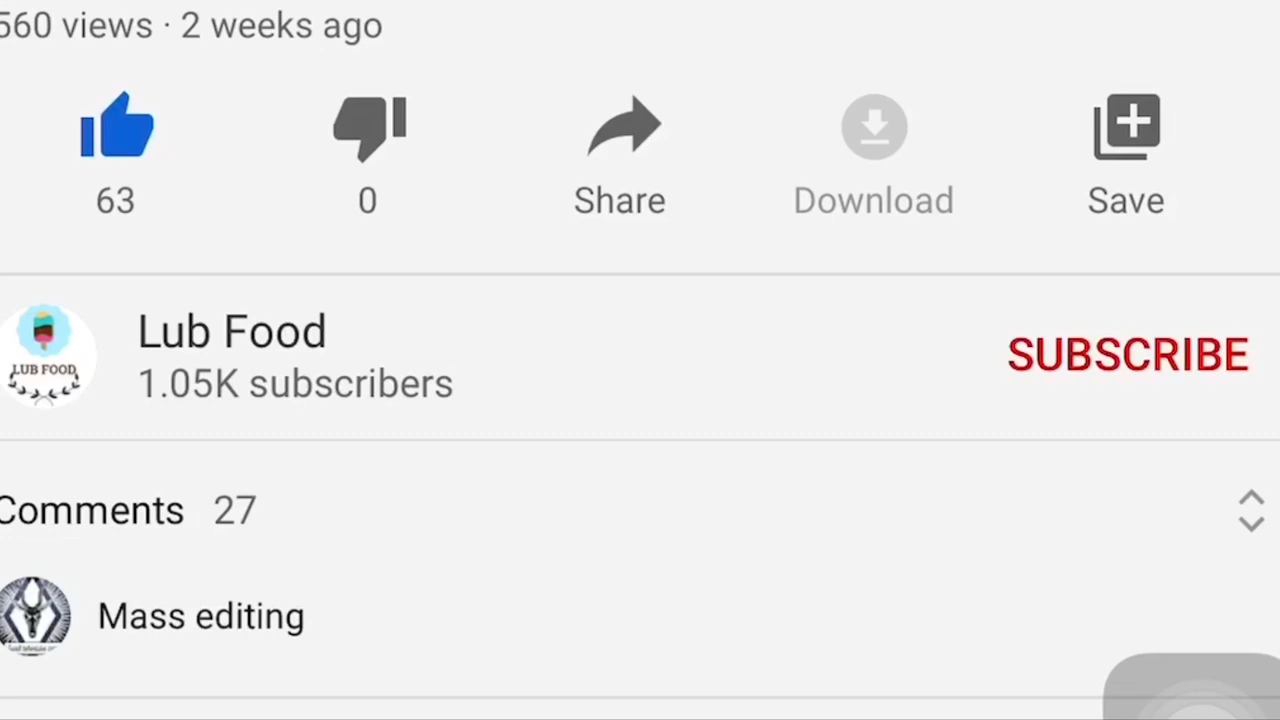 560 views · 2 weeks ago
63
0
Share
Download
Save
LUB FOOD
Lub Food
1.05K subscribers
SUBSCRIBE
Comments 27
Mass editing